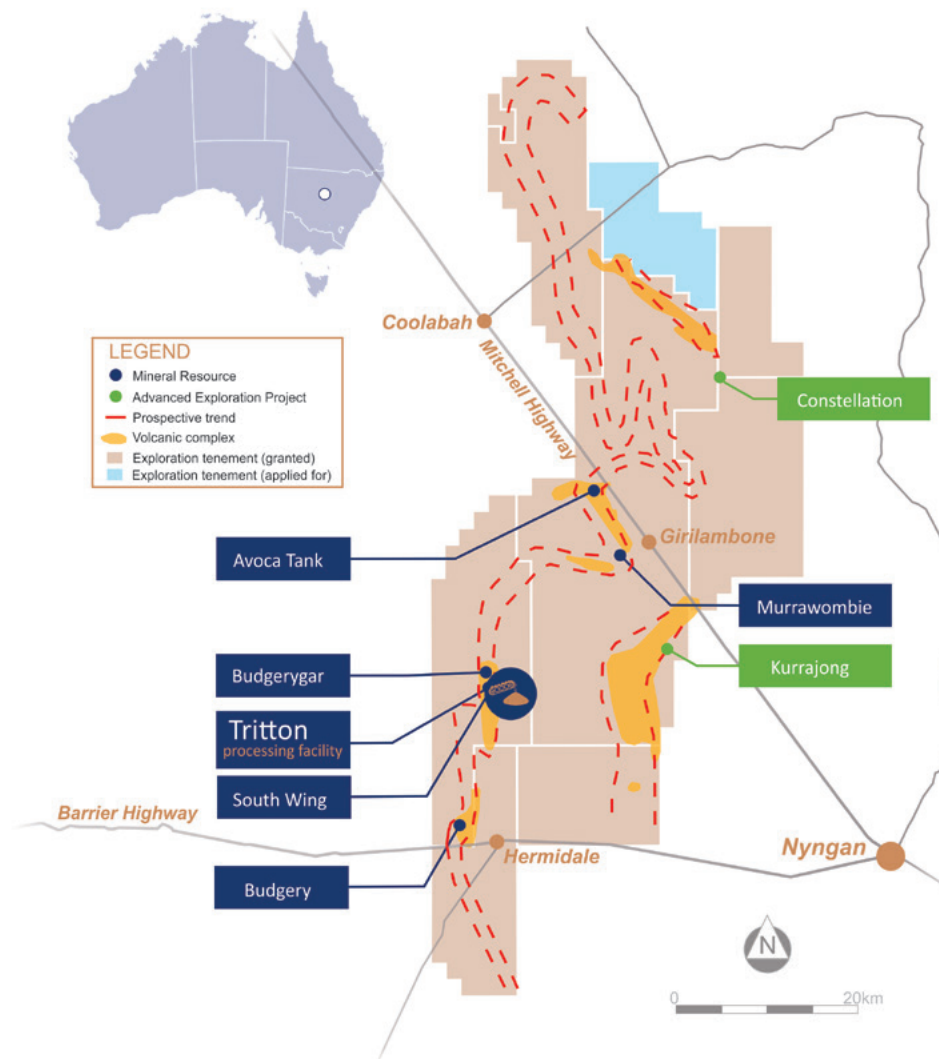 Coolabah
Mitchell Highway
LEGEND
Mineral Resource
Advanced Exploration Project
Prospective trend
Volcanic complex
Exploration tenement (granted)
Exploration tenement (applied for)
Constellation
Avoca Tank
Girilambone
Murrawombie
Kurrajong
Budgerygar
Tritton
processing facility
South Wing
Barrier Highway
Hermidale
Nyngan
Budgery
N
0 20km